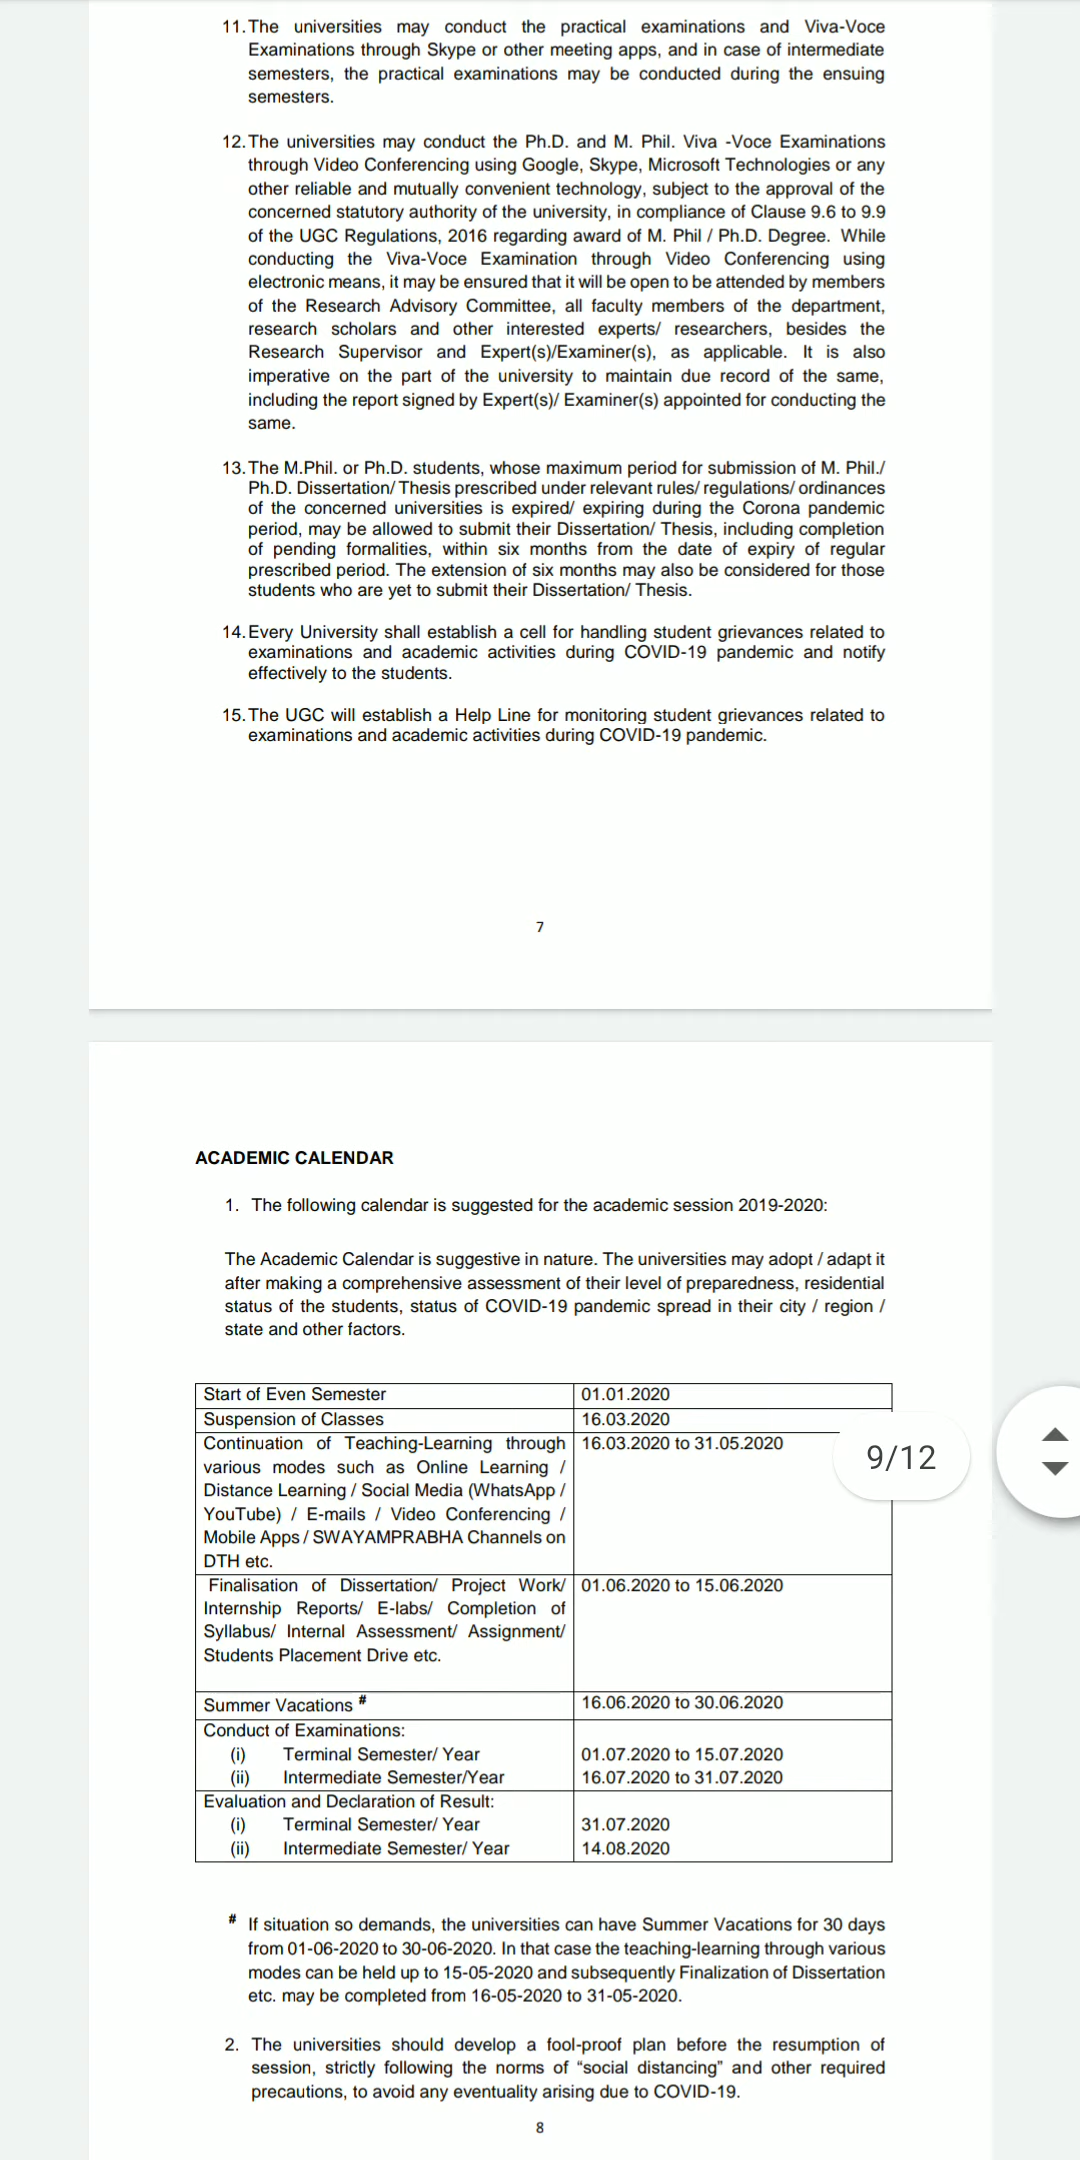 11. The universities may conduct the practical examinations and Viva-Voce
Examinations through Skype or other meeting apps, and in case of intermediate
semesters, the practical examinations may be conducted during the ensuing
semesters.
12. The universities may conduct the Ph.D. and M. Phil. Viva -Voce Examinations
through Video Conferencing using Google, Skype, Microsoft Technologies or any
other reliable and mutually convenient technology, subject to the approval of the
concerned statutory authority of the university, in compliance of Clause 9.6 to 9.9
of the UGC Regulations, 2016 regarding award of M. Phil / Ph.D. Degree. While
conducting the Viva-Voce Examination through Video Conferencing using
electronic means, it may be ensured that it will be open to be attended by members
of the Research Advisory Committee, all faculty members of the department,
research scholars and other interested experts/ researchers, besides the
Research Supervisor and Expert(s)/Examiner(s), as applicable. It is also
imperative on the part of the university to maintain due record of the same,
including the report signed by Expert(s)/ Examiner(s) appointed for conducting the
same.
13. The M.Phil. or Ph.D. students, whose maximum period for submission of M. Phil./
Ph.D. Dissertation/ Thesis prescribed under relevant rules/ regulations/ ordinances
of the concerned universities is expired/ expiring during the Corona pandemic
period, may be allowed to submit their Dissertation/ Thesis, including completion
of pending formalities, within six months from the date of expiry of regular
prescribed period. The extension of six months may also be considered for those
students who are yet to submit their Dissertation/ Thesis.
14. Every University shall establish a cell for handling student grievances related to
examinations and academic activities during COVID-19 pandemic and notify
effectively to the students.
15. The UGC will establish a Help Line for monitoring student grievances related to
examinations and academic activities during COVID-19 pandemic.
7
ACADEMIC CALENDAR
1. The following calendar is suggested for the academic session 2019-2020:
The Academic Calendar is suggestive in nature. The universities may adopt / adapt it
after making a comprehensive assessment of their level of preparedness, residential
status of the students, status of COVID-19 pandemic spread in their city / region /
state and other factors.
Start of Even Semester 01.01.2020
Suspension of Classes 16.03.2020
Continuation of Teaching-Learning through 16.03.2020 to 31.05.2020
various modes such as Online Learning /
Distance Learning / Social Media (WhatsApp /
YouTube) / E-mails / Video Conferencing /
Mobile Apps / SWAYAMPRABHA Channels on
DTH etc.
9/12
Finalisation of Dissertation/ Project Work/ 01.06.2020 to 15.06.2020
Internship Reports/ E-labs/ Completion of
Syllabus/ Internal Assessment/ Assignment/
Students Placement Drive etc.
Summer Vacations # 16.06.2020 to 30.06.2020
Conduct of Examinations:
(i) Terminal Semester/ Year 01.07.2020 to 15.07.2020
(ii) Intermediate Semester/Year 16.07.2020 to 31.07.2020
Evaluation and Declaration of Result:
(i) Terminal Semester/ Year 31.07.2020
(ii) Intermediate Semester/ Year 14.08.2020
# If situation so demands, the universities can have Summer Vacations for 30 days
from 01-06-2020 to 30-06-2020. In that case the teaching-learning through various
modes can be held up to 15-05-2020 and subsequently Finalization of Dissertation
etc. may be completed from 16-05-2020 to 31-05-2020.
2. The universities should develop a fool-proof plan before the resumption of
session, strictly following the norms of “social distancing” and other required
precautions, to avoid any eventuality arising due to COVID-19.
8